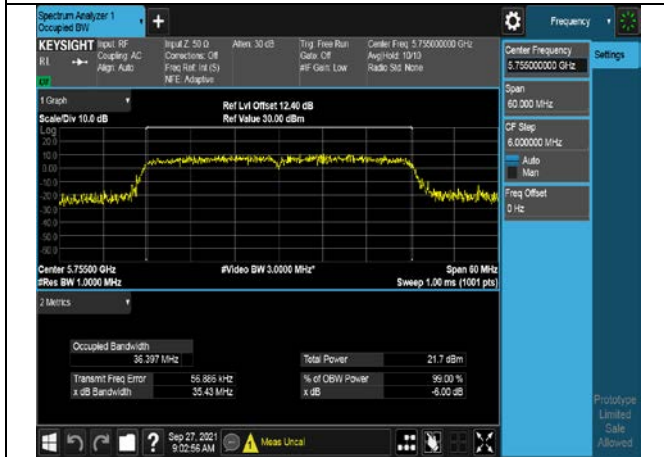 Spectrum Analyzer 1
Occupied BW
+
Frequency
KEYSIGHT
Input: RF
Coupling: AC
Align: Auto
Input Z: 50 Ω
Corrections: Off
Freq Ref: Int (S)
NFE: Adaptive
Atten: 30 dB
Trig: Free Run
Gate: Off
#IF Gain: Low
Center Freq: 5.755000000 GHz
Avg|Hold: 10/10
Radio Std: None
Center Frequency
5.755000000 GHz
Settings
Span
60.000 MHz
CF Step
6.000000 MHz
Auto
Man
Freq Offset
0 Hz
1 Graph
Scale/Div 10.0 dB
Ref Lvl Offset 12.40 dB
Ref Value 30.00 dBm
Log
20.0
10.0
0.00
-10.0
-20.0
-30.0
-40.0
-50.0
-60.0
Center 5.75500 GHz
#Video BW 3.0000 MHz*
Span 60 MHz
#Res BW 1.0000 MHz
Sweep 1.00 ms (1001 pts)
2 Metrics
Occupied Bandwidth
36.397 MHz
Total Power
21.7 dBm
Transmit Freq Error
56.886 kHz
% of OBW Power
99.00 %
x dB Bandwidth
35.43 MHz
x dB
-6.00 dB
Prototype
Limited
Sale
Allowed
?
Sep 27, 2021
9:02:56 AM
Meas Uncal